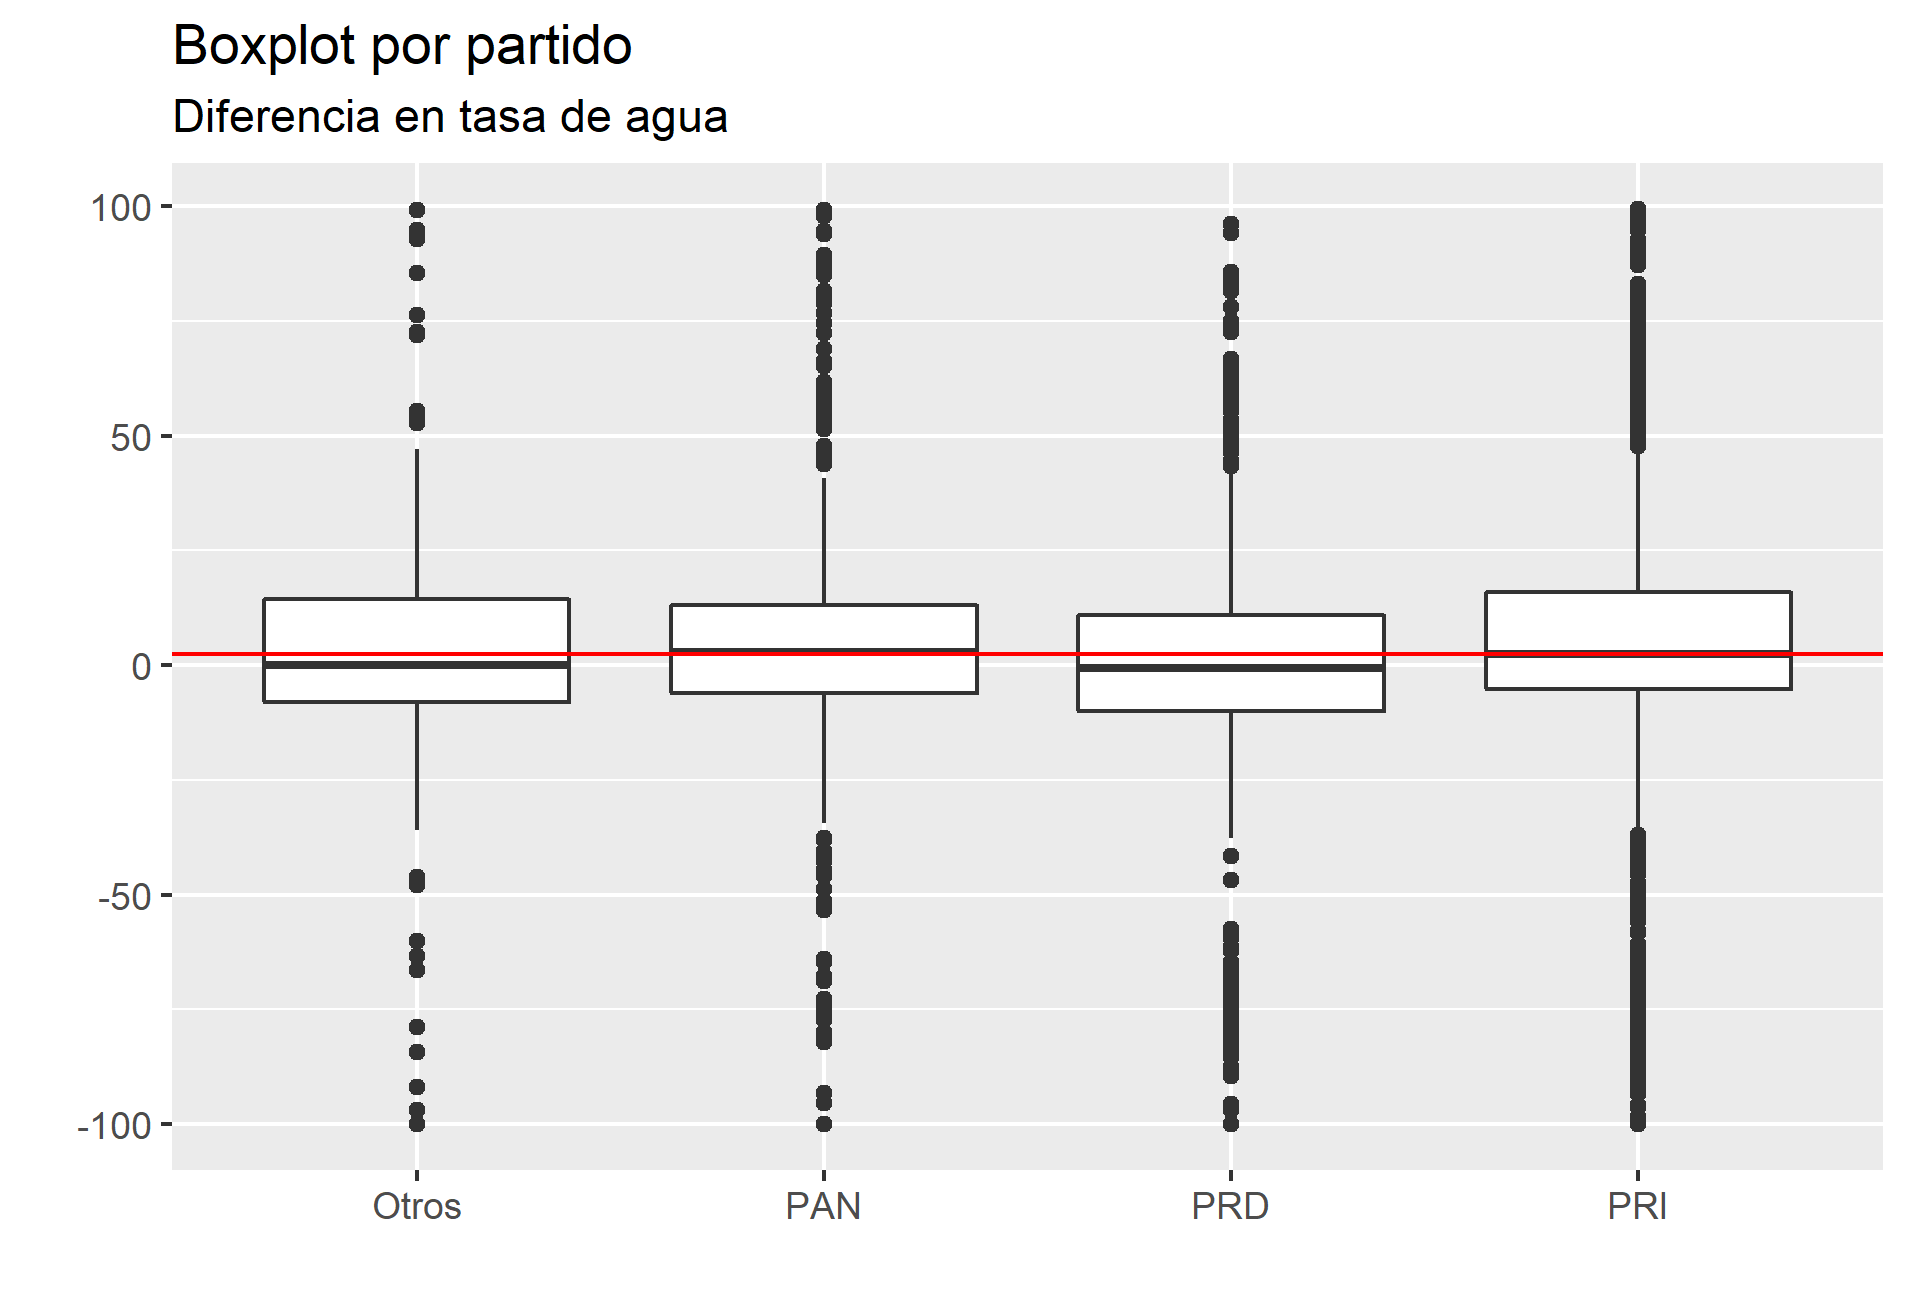 Boxplot por partido
Diferencia en tasa de agua
100
50
0
-50
-100
Otros PAN PRD PRI